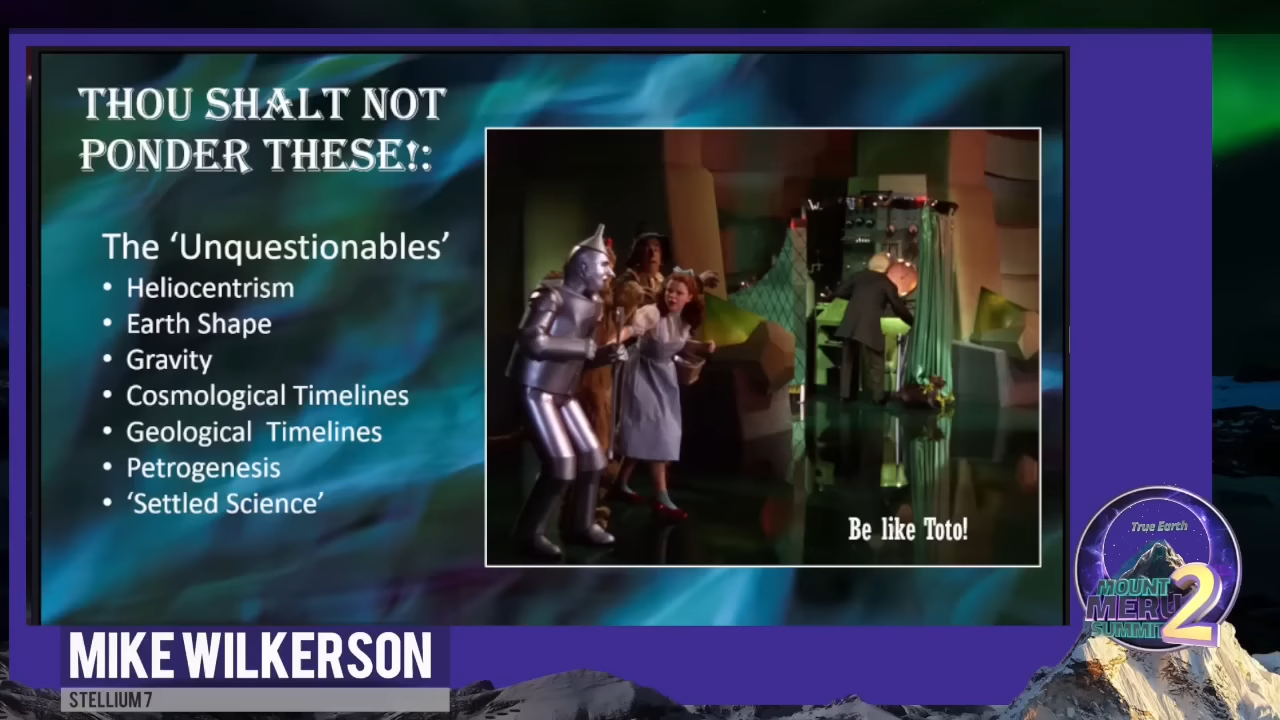 THOU SHALT NOT
PONDER THESE!:
The ‘Unquestionables’
• Heliocentrism
• Earth Shape
• Gravity
• Cosmological Timelines
• Geological Timelines
• Petrogenesis
• ‘Settled Science’
Be like Toto!
True Earth
MOUNT
MERU
SUMMIT
2
MIKE WILKERSON
STELLIUM7